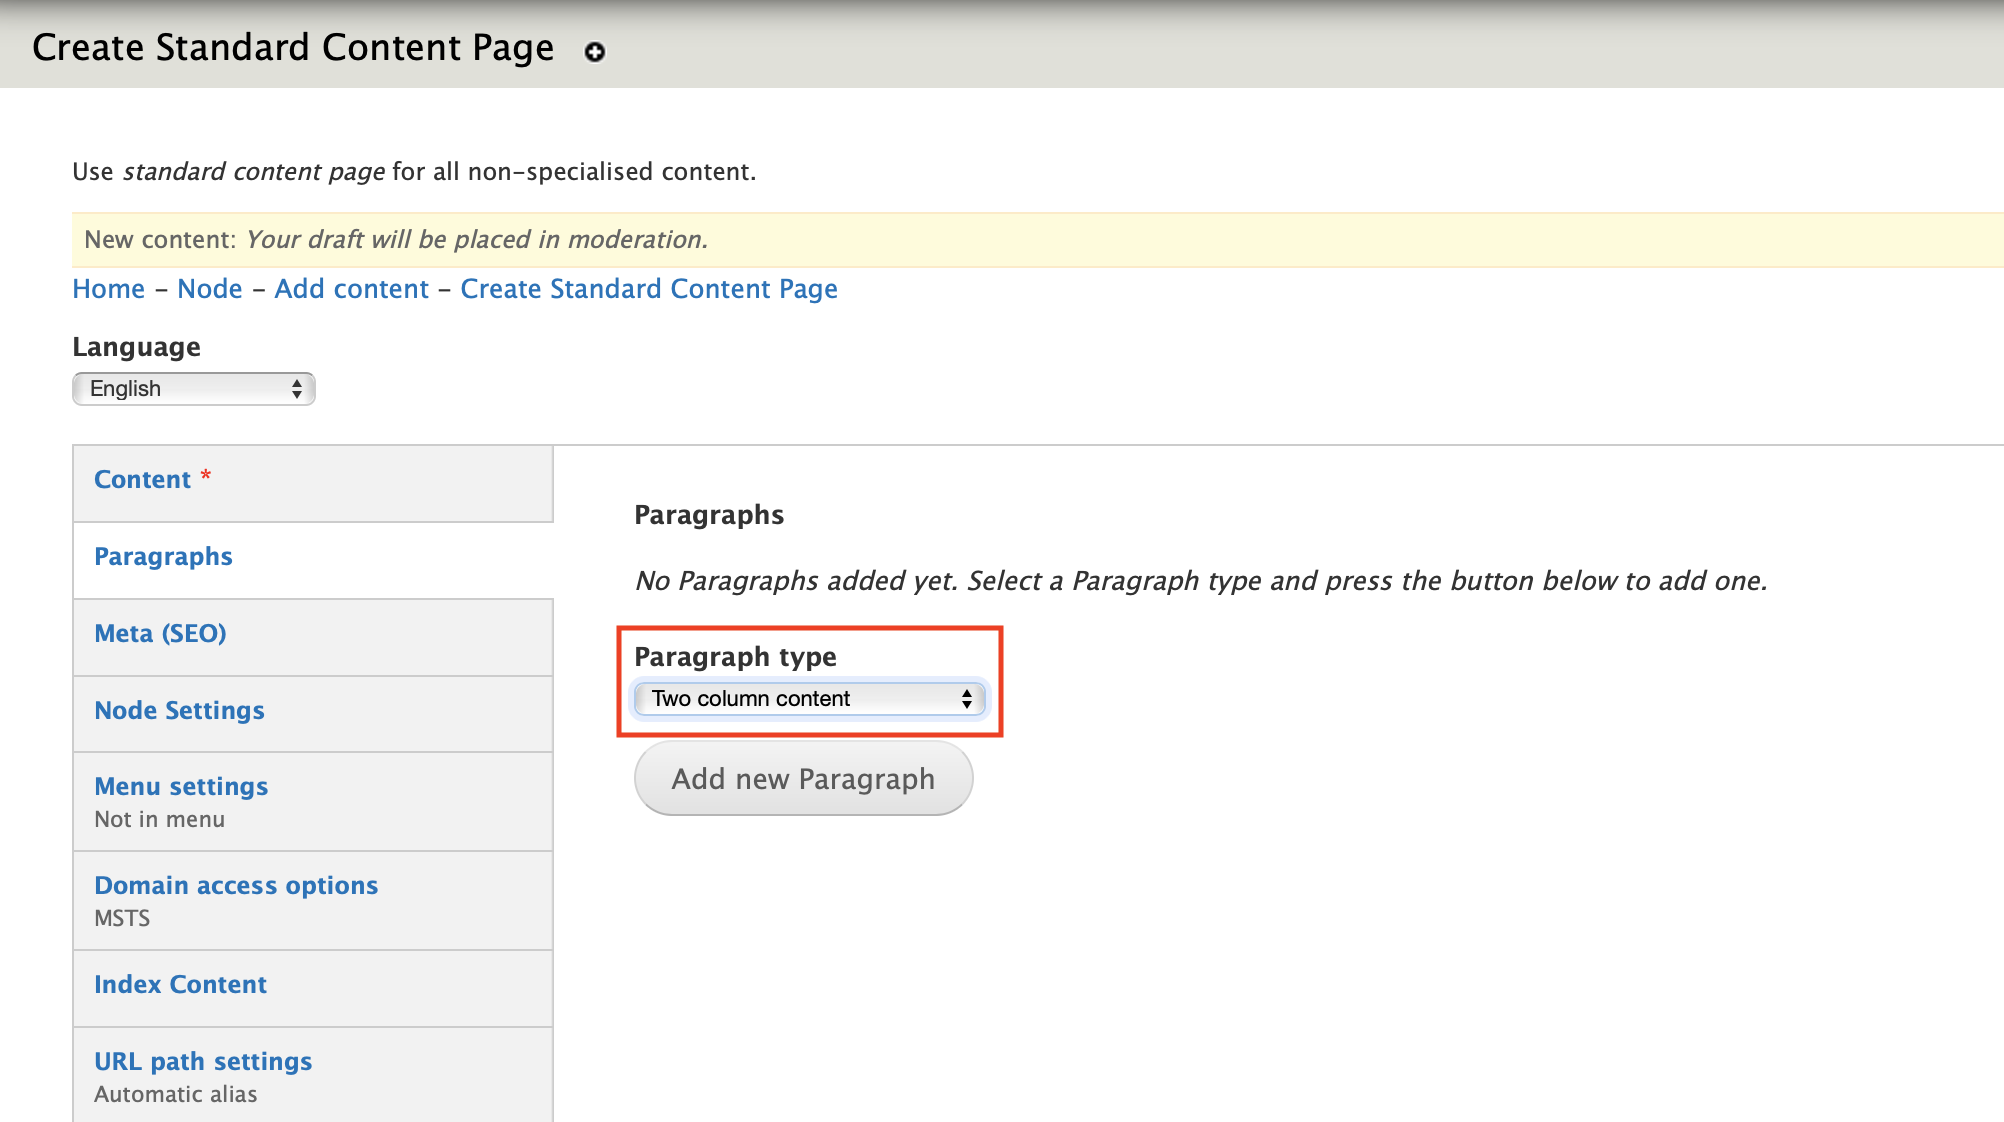 Create Standard Content Page
Use standard content page for all non-specialised content.
New content: Your draft will be placed in moderation.
Home – Node – Add content – Create Standard Content Page
Language
English
Content *
Paragraphs
Meta (SEO)
Node Settings
Menu settings
Not in menu
Domain access options
MSTS
Index Content
URL path settings
Automatic alias
Paragraphs
No Paragraphs added yet. Select a Paragraph type and press the button below to add one.
Paragraph type
Two column content
Add new Paragraph